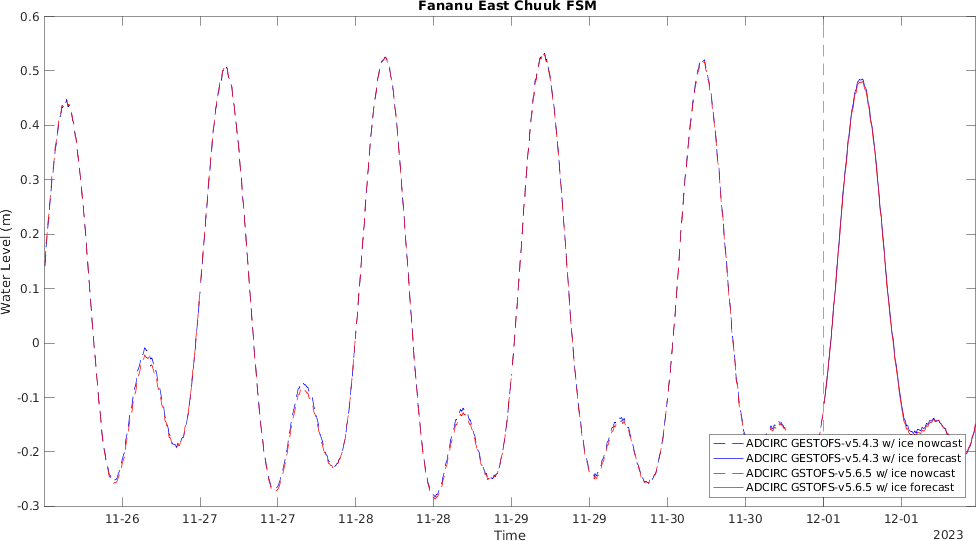 Fananu East Chuuk FSM
0.6
0.5
0.4
0.3
0.2
0.1
0
-0.1
-0.2
-0.3
Water Level (m)
ADCIRC GESTOFS-v5.4.3 w/ ice nowcast
ADCIRC GESTOFS-v5.4.3 w/ ice forecast
ADCIRC GSTOFS-v5.6.5 w/ ice nowcast
ADCIRC GSTOFS-v5.6.5 w/ ice forecast
11-26 11-27 11-27 11-28 11-28 11-29 11-29 11-30 11-30 12-01 12-01
Time
2023